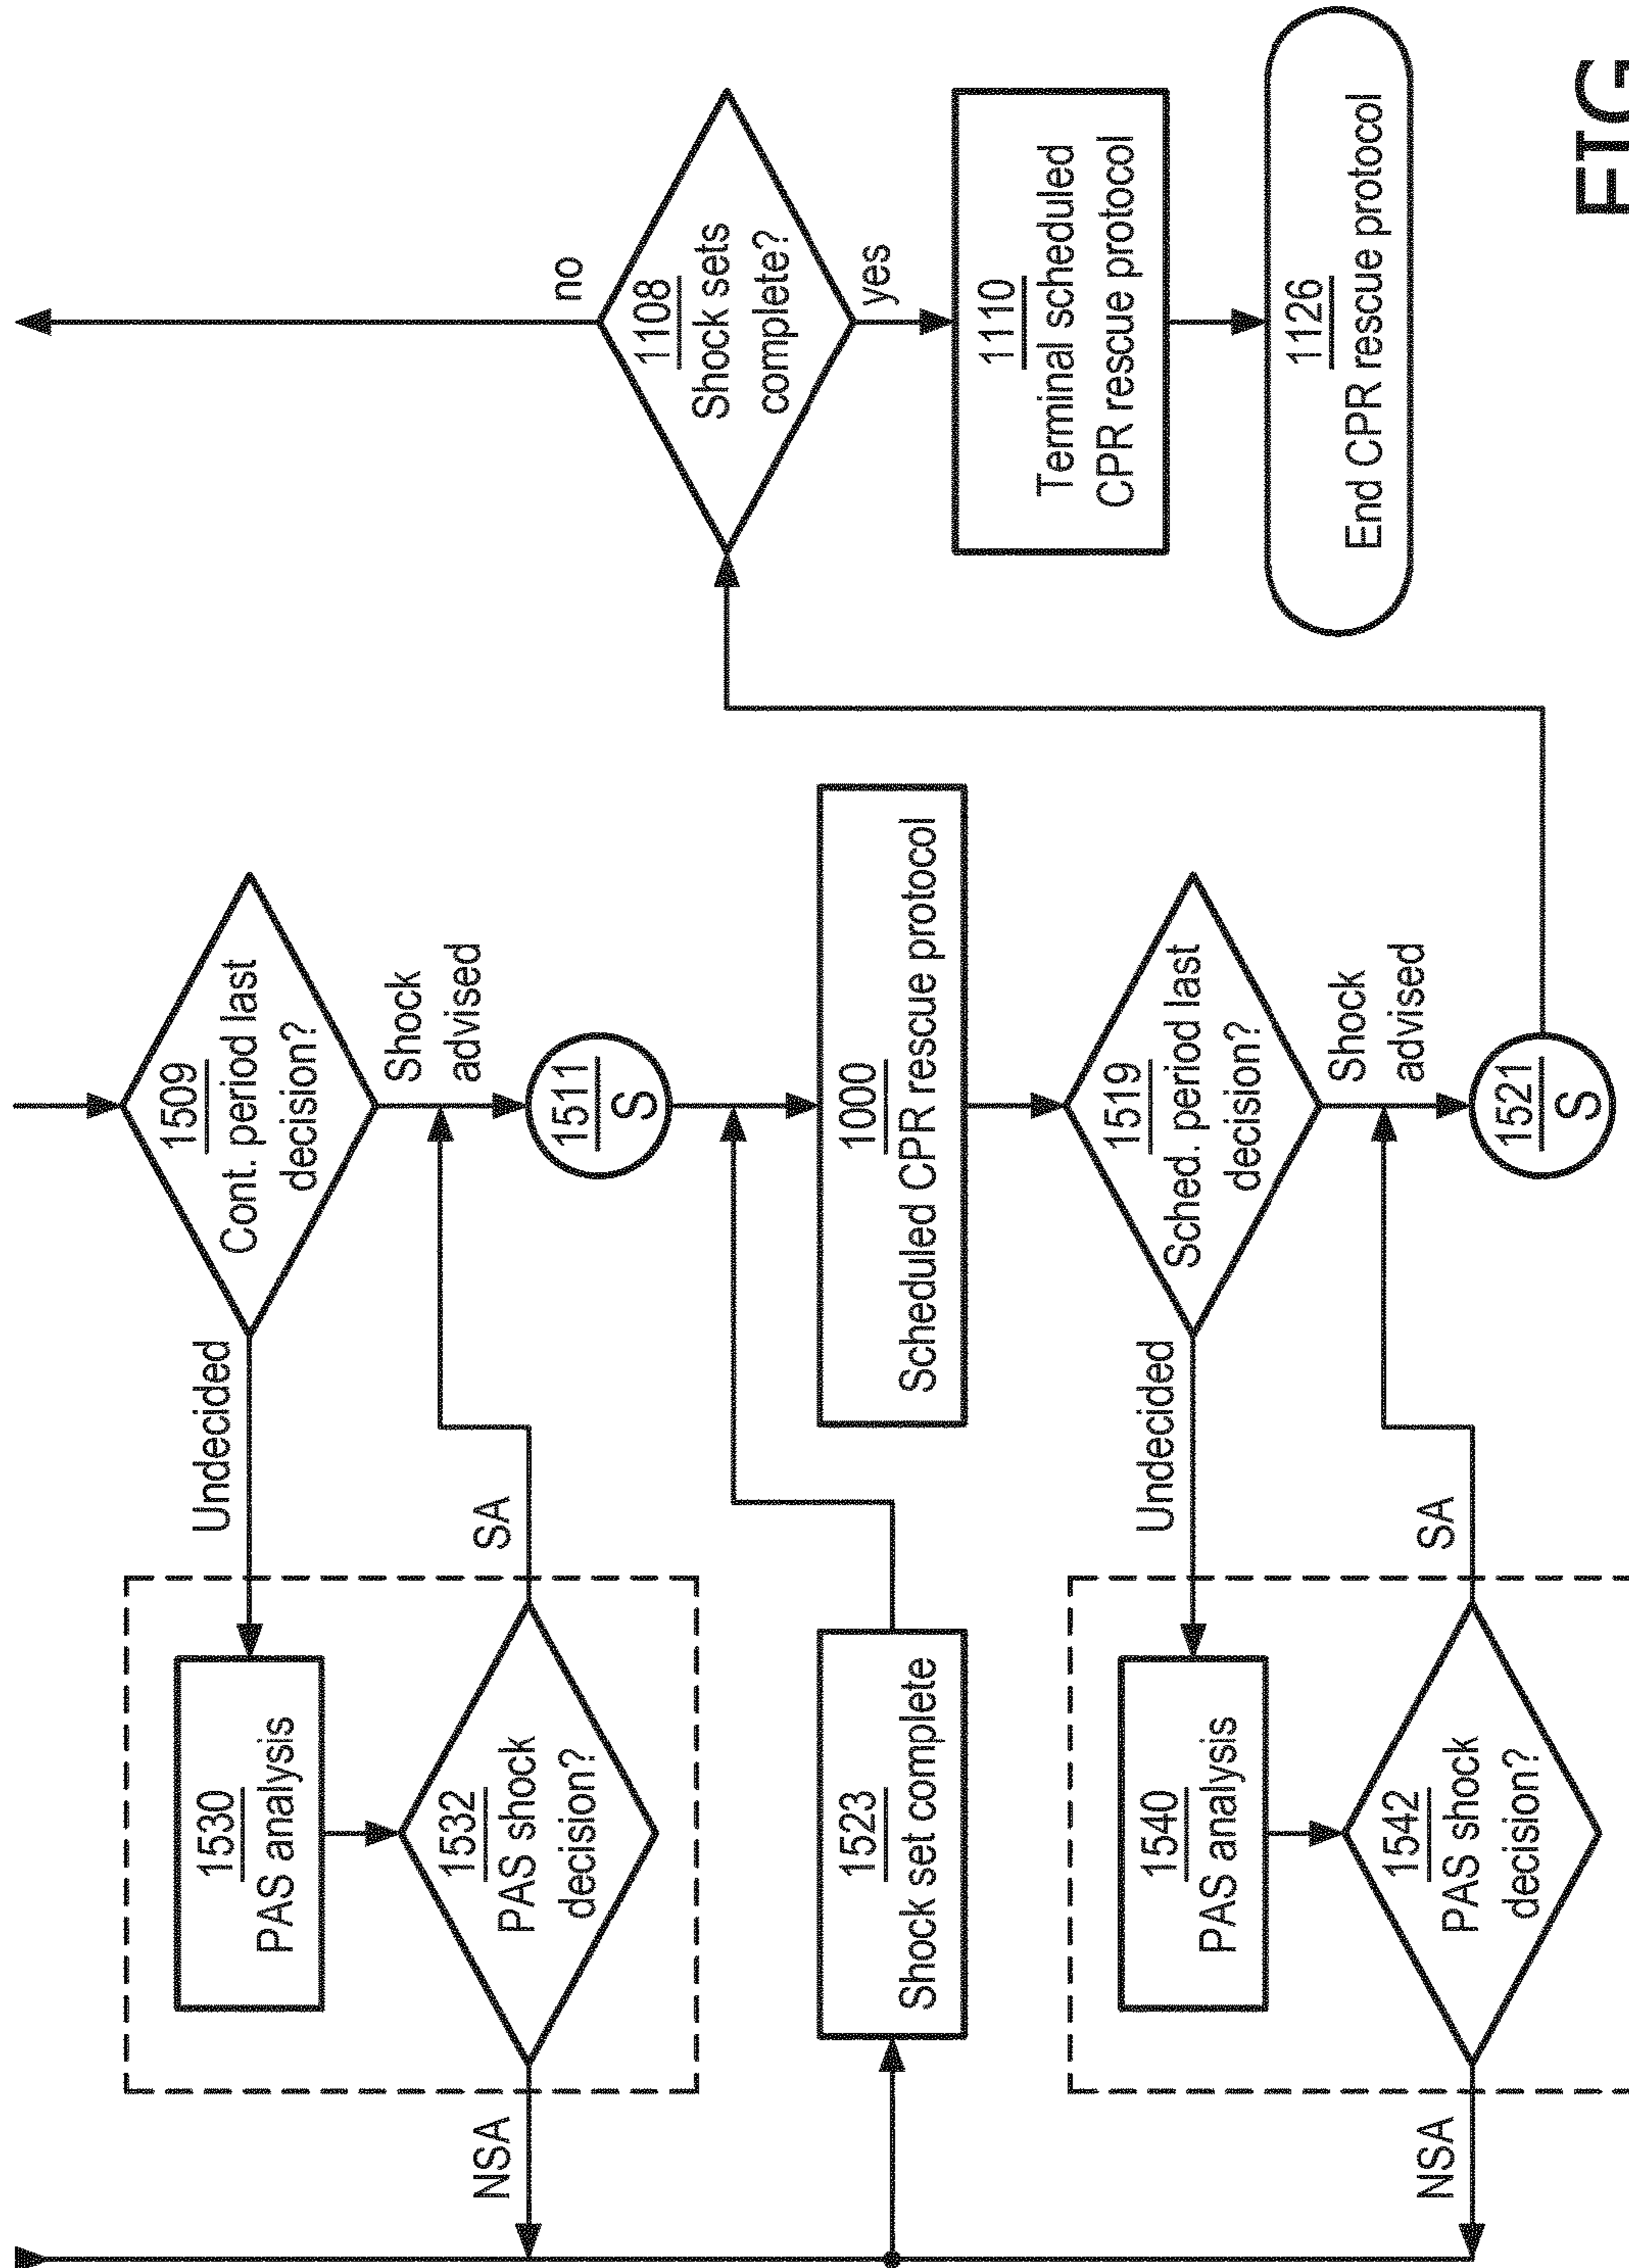 1509
Cont. period last
decision?
Undecided
Shock
advised
1530
PAS analysis
1532
PAS shock
decision?
NSA
SA
1511
S
1523
Shock set complete
1000
Scheduled CPR rescue protocol
1519
Sched. period last
decision?
Undecided
Shock
advised
1540
PAS analysis
1542
PAS shock
decision?
NSA
SA
1521
S
no
1108
Shock sets
complete?
yes
1110
Terminal scheduled
CPR rescue protocol
1126
End CPR rescue protocol
FIG